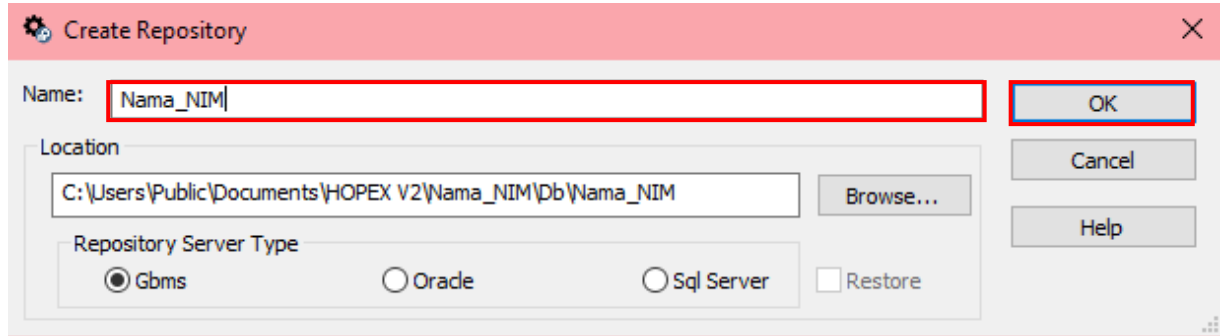 Create Repository
Name: Nama_NIM
OK
Location
Cancel
C:\Users\Public\Documents\HOPEX V2\Nama_NIM\Db\Nama_NIM
Browse...
Help
Repository Server Type
Gbms Oracle Sql Server Restore